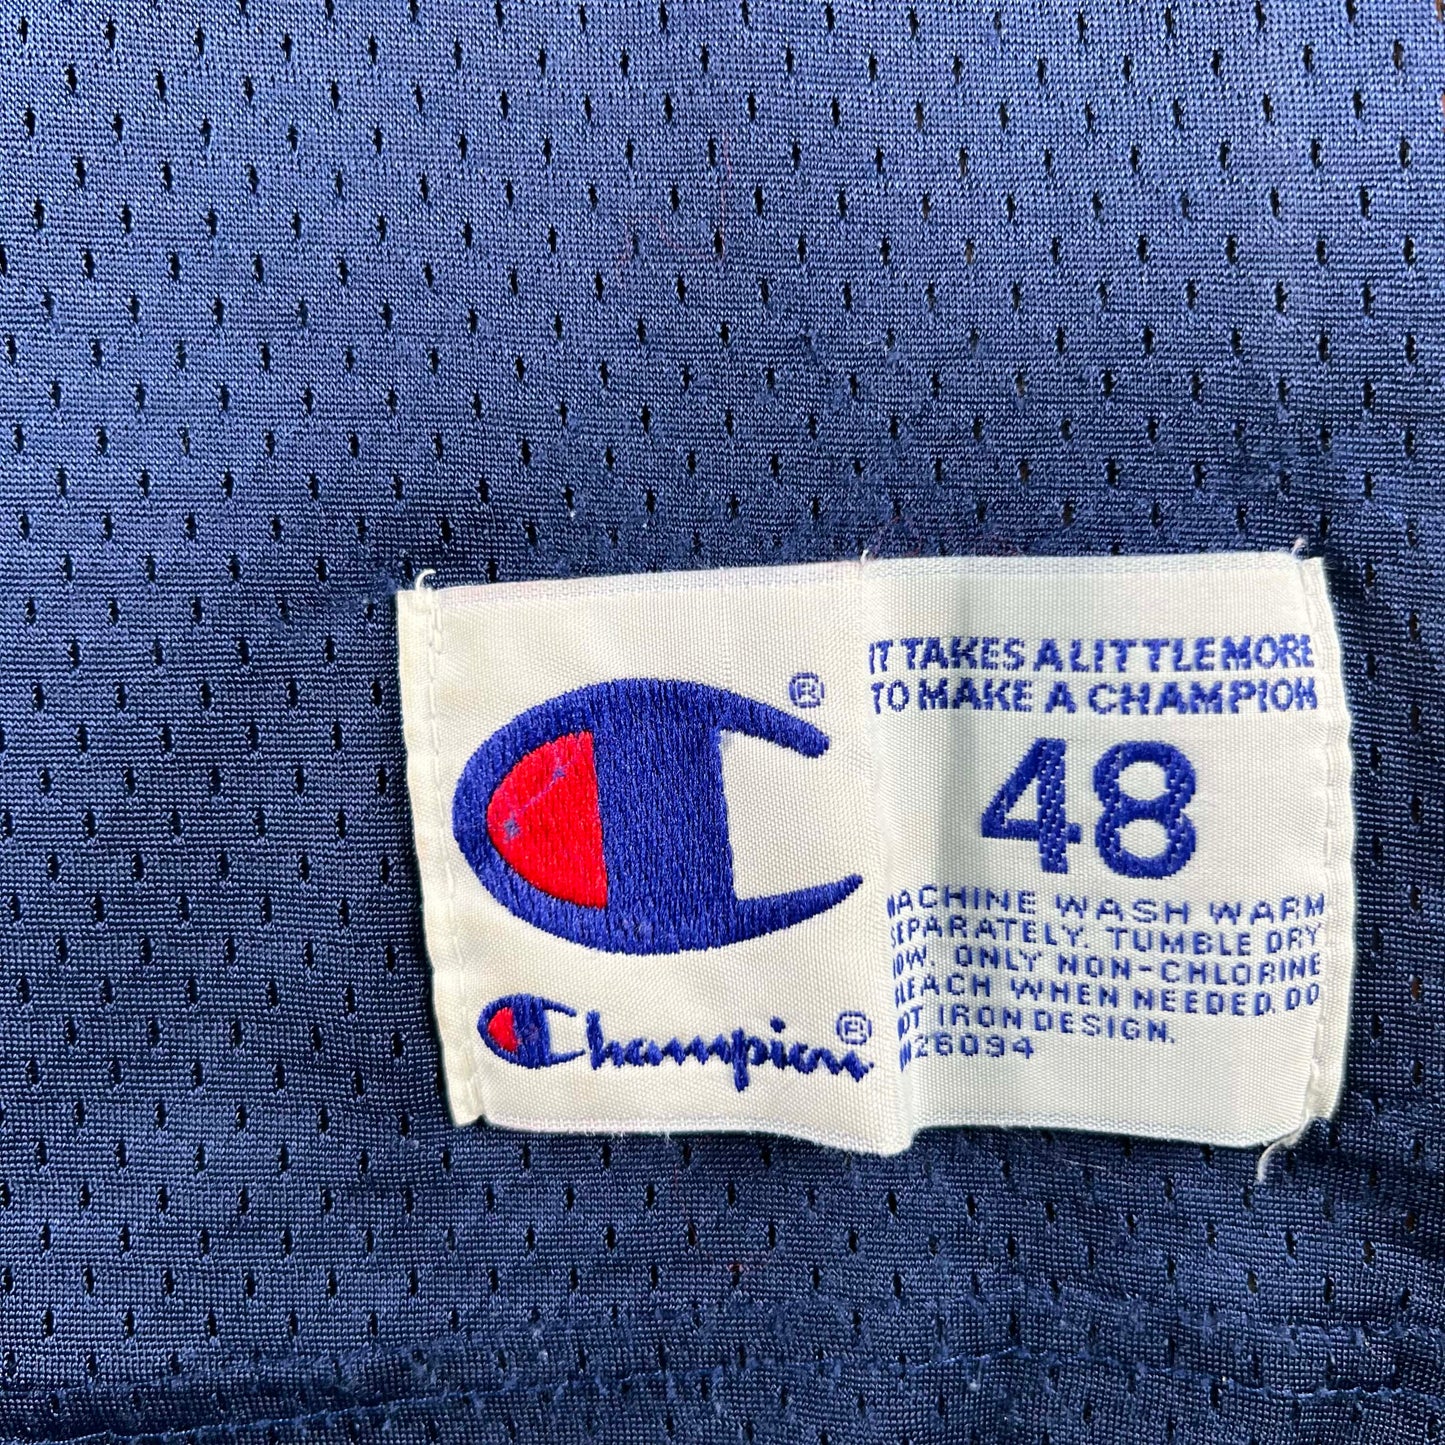 ®
Champion®
IT TAKES A LITTLE MORE
TO MAKE A CHAMPION
48
MACHINE WASH WARM
SEPARATELY. TUMBLE DRY
LOW. ONLY NON-CHLORINE
BLEACH WHEN NEEDED. DO
NOT IRON DESIGN.
26094